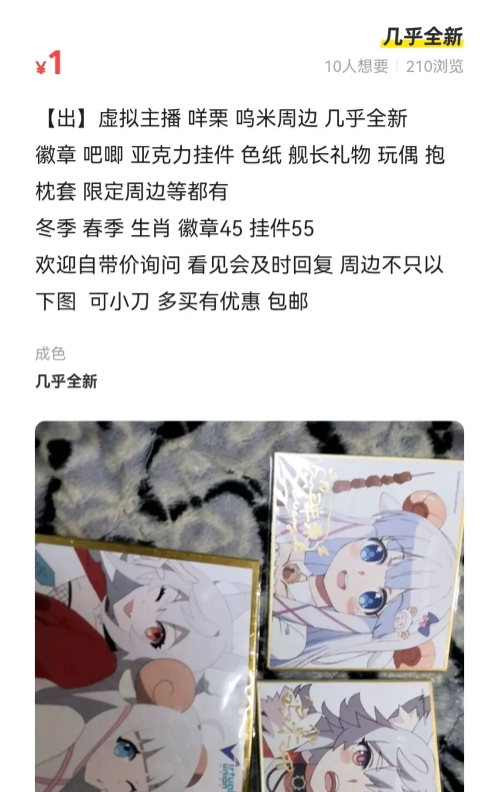 几乎全新
¥1
10人想要 210浏览
【出】虚拟主播 咩栗 呜米周边 几乎全新
徽章 吧唧 亚克力挂件 色纸 舰长礼物 玩偶 抱
枕套 限定周边等都有
冬季 春季 生肖 徽章45 挂件55
欢迎自带价询问 看见会及时回复 周边不只以
下图 可小刀 多买有优惠 包邮
成色
几乎全新